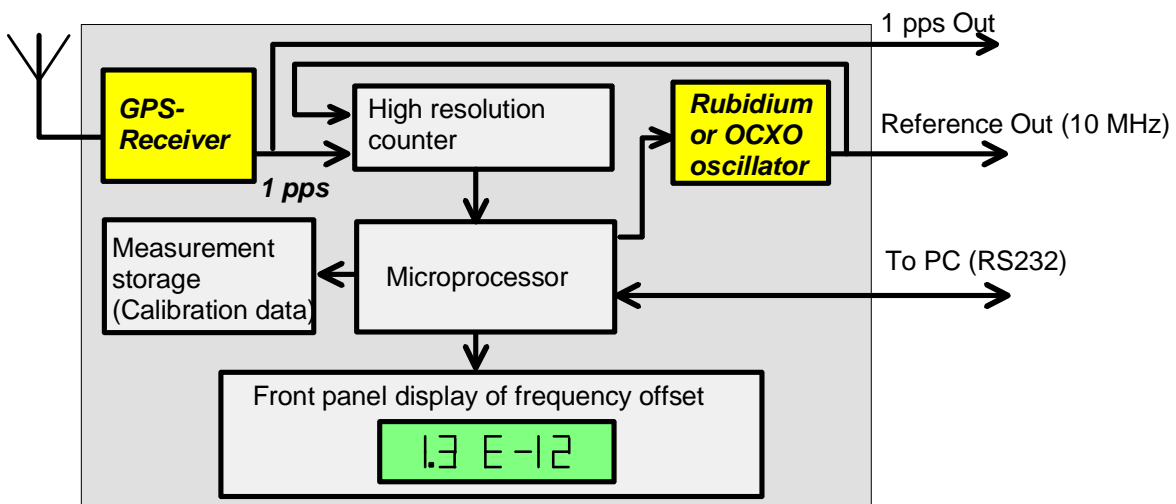 1 pps Out
GPS-
Receiver
High resolution
counter
Rubidium
or OCXO
oscillator
Reference Out (10 MHz)
1 pps
Measurement
storage
(Calibration data)
Microprocessor
To PC (RS232)
Front panel display of frequency offset
1.3 E-12